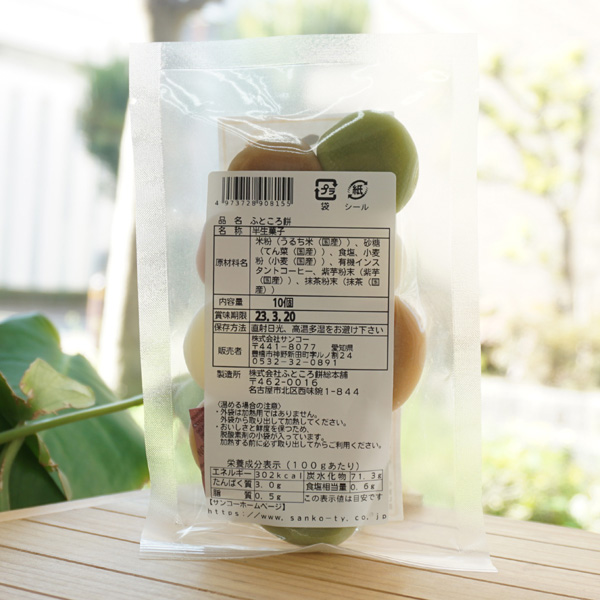 プラ
紙
袋
シール
4973728908155
品名 ふところ餅
名称 半生菓子
原材料名 米粉（うるち米（国産））、砂糖
（てん菜（国産））、食塩、小麦
粉（小麦（国産））、有機インス
タントコーヒー、紫芋粉末（紫芋
（国産））、抹茶粉末（抹茶（国
産））
内容量 10個
賞味期限 23.3.20
保存方法 直射日光、高温多湿をお避け下さい
販売者 株式会社サンコー
〒441-8077 愛知県
豊橋市神野新田町字ルノ割24
0532-32-0891
製造所 株式会社ふところ餅総本舗
〒462-0016
名古屋市北区西味鋺1-844
<温める場合の注意>
・外袋は加熱用ではありません。
外袋から出して加熱してください。
・おいしさと鮮度を保つため、
脱酸素剤の小袋が入っています。
加熱する前に必ず取り出してからご利用ください。
栄養成分表示（100gあたり）
エネルギー 302kcal 炭水化物 71.3g
たんぱく質 3.0g 食塩相当量 0.6g
脂質 0.5g この表示値は目安です
【サンコーホームページ】
https://www.sanko-tv.co.jp